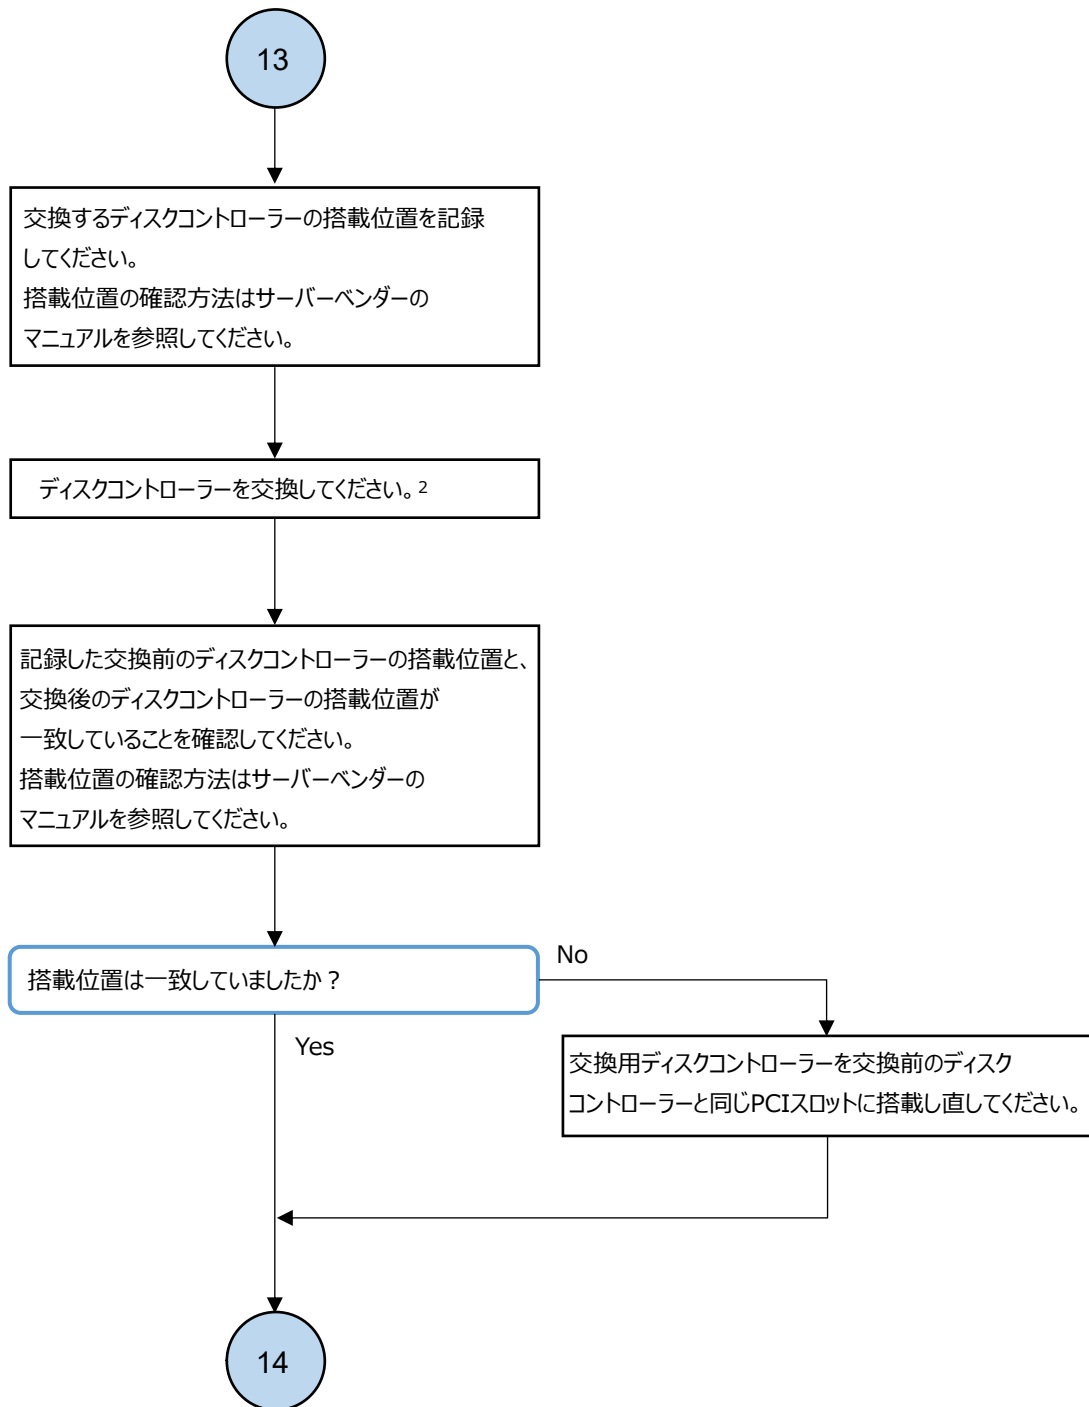 13
交換するディスクコントローラーの搭載位置を記録
してください。
搭載位置の確認方法はサーバーベンダーの
マニュアルを参照してください。
ディスクコントローラーを交換してください。2
記録した交換前のディスクコントローラーの搭載位置と、
交換後のディスクコントローラーの搭載位置が
一致していることを確認してください。
搭載位置の確認方法はサーバーベンダーの
マニュアルを参照してください。
搭載位置は一致していましたか？
No
Yes
交換用ディスクコントローラーを交換前のディスク
コントローラーと同じPCIスロットに搭載し直してください。
14